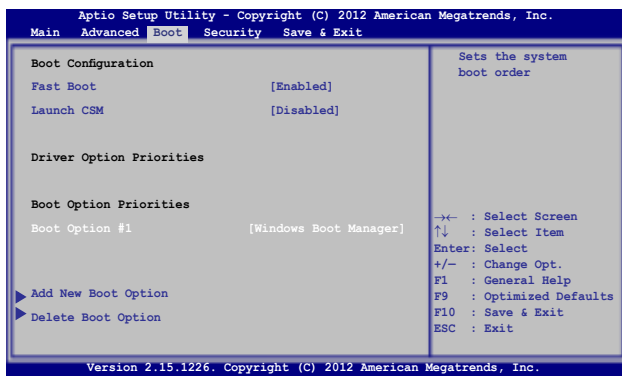 Aptio Setup Utility - Copyright (C) 2012 American Megatrends, Inc.
Main Advanced Boot Security Save & Exit
Boot Configuration
Fast Boot [Enabled]
Launch CSM [Disabled]
Driver Option Priorities
Boot Option Priorities
Boot Option #1 [Windows Boot Manager]
Add New Boot Option
Delete Boot Option
Sets the system
boot order
→← : Select Screen
↑↓ : Select Item
Enter: Select
+/— : Change Opt.
F1 : General Help
F9 : Optimized Defaults
F10 : Save & Exit
ESC : Exit
Version 2.15.1226. Copyright (C) 2012 American Megatrends, Inc.